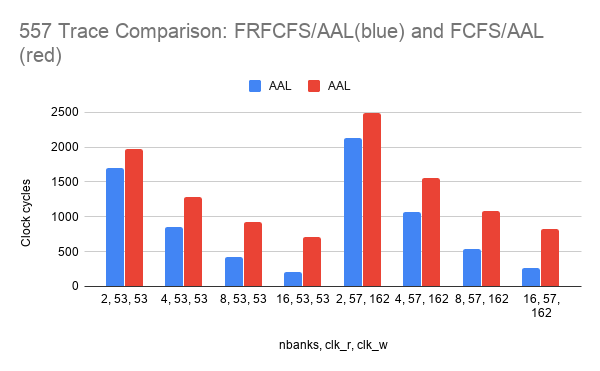 557 Trace Comparison: FRFCFS/AAL(blue) and FCFS/AAL
(red)
AAL AAL
2500
2000
1500
1000
500
0
Clock cycles
2, 53, 53 4, 53, 53 8, 53, 53 16, 53, 53 2, 57, 162 4, 57, 162 8, 57, 162 16, 57,
162
nbanks, clk_r, clk_w